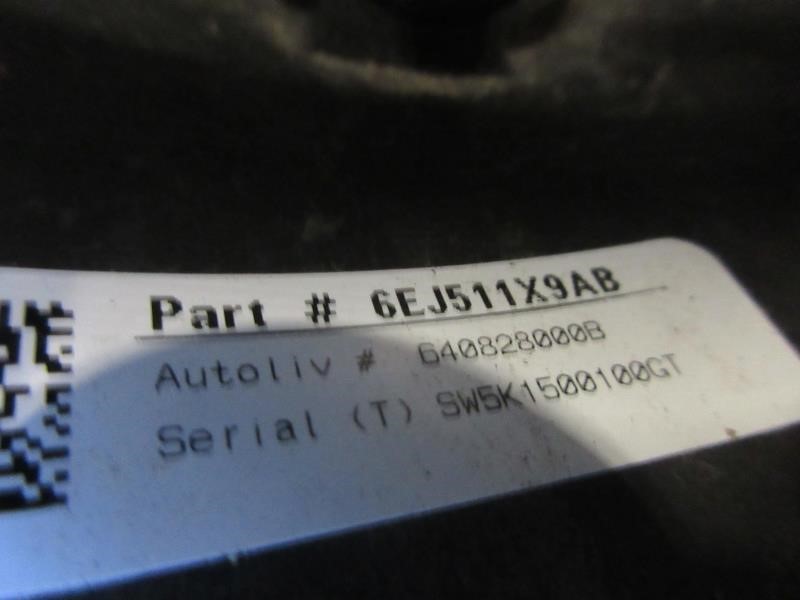 Part # 6EJ511X9AB
Autoliv # 640828000B
Serial (T) SW5K1500100GT